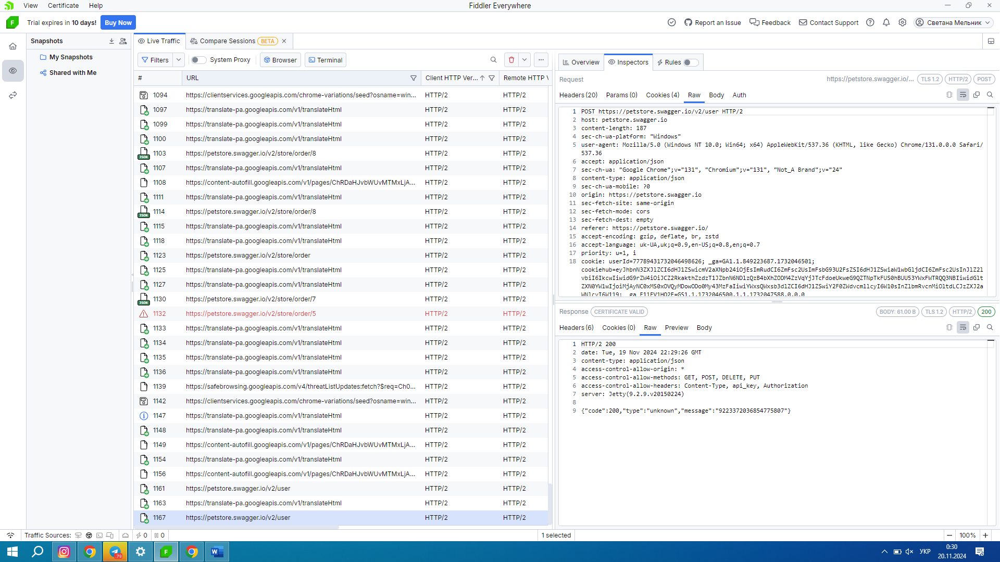 View Certificate Help
Fiddler Everywhere
Trial expires in 10 days! Buy Now
Report an Issue Feedback Contact Support Светана Мельник
Snapshots
My Snapshots
Shared with Me
Live Traffic Compare Sessions BETA
Filters System Proxy Browser Terminal
# URL Client HTTP Ver... Remote HTTP V
1094 https://clientservices.googleapis.com/chrome-variations/seed?osname=win... HTTP/2 HTTP/2
1097 https://translate-pa.googleapis.com/v1/translateHtml HTTP/2 HTTP/2
1099 https://translate-pa.googleapis.com/v1/translateHtml HTTP/2 HTTP/2
1100 https://translate-pa.googleapis.com/v1/translateHtml HTTP/2 HTTP/2
JSON 1103 https://petstore.swagger.io/v2/store/order/8 HTTP/2 HTTP/2
1107 https://translate-pa.googleapis.com/v1/translateHtml HTTP/2 HTTP/2
1108 https://content-autofill.googleapis.com/v1/pages/ChRDaHJvbWUvMTMxLjA... HTTP/2 HTTP/2
1111 https://translate-pa.googleapis.com/v1/translateHtml HTTP/2 HTTP/2
JSON 1114 https://petstore.swagger.io/v2/store/order/8 HTTP/2 HTTP/2
1115 https://translate-pa.googleapis.com/v1/translateHtml HTTP/2 HTTP/2
1118 https://translate-pa.googleapis.com/v1/translateHtml HTTP/2 HTTP/2
1123 https://petstore.swagger.io/v2/store/order HTTP/2 HTTP/2
1125 https://translate-pa.googleapis.com/v1/translateHtml HTTP/2 HTTP/2
1127 https://translate-pa.googleapis.com/v1/translateHtml HTTP/2 HTTP/2
JSON 1130 https://petstore.swagger.io/v2/store/order/7 HTTP/2 HTTP/2
1132 https://petstore.swagger.io/v2/store/order/5 HTTP/2 HTTP/2
1133 https://translate-pa.googleapis.com/v1/translateHtml HTTP/2 HTTP/2
1134 https://translate-pa.googleapis.com/v1/translateHtml HTTP/2 HTTP/2
1135 https://translate-pa.googleapis.com/v1/translateHtml HTTP/2 HTTP/2
1136 https://translate-pa.googleapis.com/v1/translateHtml HTTP/2 HTTP/2
1139 https://safebrowsing.googleapis.com/v4/threatListUpdates:fetch?$req=Ch0... HTTP/2 HTTP/2
1142 https://clientservices.googleapis.com/chrome-variations/seed?osname=win... HTTP/2 HTTP/2
1147 https://translate-pa.googleapis.com/v1/translateHtml HTTP/2 HTTP/2
1148 https://translate-pa.googleapis.com/v1/translateHtml HTTP/2 HTTP/2
1149 https://content-autofill.googleapis.com/v1/pages/ChRDaHJvbWUvMTMxLjA... HTTP/2 HTTP/2
1154 https://translate-pa.googleapis.com/v1/translateHtml HTTP/2 HTTP/2
1156 https://content-autofill.googleapis.com/v1/pages/ChRDaHJvbWUvMTMxLjA... HTTP/2 HTTP/2
1161 https://petstore.swagger.io/v2/user HTTP/2 HTTP/2
1163 https://translate-pa.googleapis.com/v1/translateHtml HTTP/2 HTTP/2
1167 https://petstore.swagger.io/v2/user HTTP/2 HTTP/2
Overview Inspectors Rules
Request https://petstore.swagger.io/... TLS 1.2 HTTP/2 POST
Headers (20) Params (0) Cookies (4) Raw Body Auth
1 POST https://petstore.swagger.io/v2/user HTTP/2
2 host: petstore.swagger.io
3 content-length: 187
4 sec-ch-ua-platform: "Windows"
5 user-agent: Mozilla/5.0 (Windows NT 10.0; Win64; x64) AppleWebKit/537.36 (KHTML, like Gecko) Chrome/131.0.0.0 Safari/
537.36
6 accept: application/json
7 sec-ch-ua: "Google Chrome";v="131", "Chromium";v="131", "Not_A Brand";v="24"
8 content-type: application/json
9 sec-ch-ua-mobile: ?0
10 origin: https://petstore.swagger.io
11 sec-fetch-site: same-origin
12 sec-fetch-mode: cors
13 sec-fetch-dest: empty
14 referer: https://petstore.swagger.io/
15 accept-encoding: gzip, deflate, br, zstd
16 accept-language: uk-UA,uk;q=0.9,en-US;q=0.8,en;q=0.7
17 priority: u=1, i
18 cookie: userId=77789431732046498626; _ga=GA1.1.849223687.1732046501;
Response CERTIFICATE VALID BODY: 61.00 B TLS 1.2 HTTP/2 200
Headers (6) Cookies (0) Raw Preview Body
1 HTTP/2 200
2 date: Tue, 19 Nov 2024 22:29:26 GMT
3 content-type: application/json
4 access-control-allow-origin: *
5 access-control-allow-methods: GET, POST, DELETE, PUT
6 access-control-allow-headers: Content-Type, api_key, Authorization
7 server: Jetty(9.2.9.v20150224)
8
9 {"code":200,"type":"unknown","message":"9223372036854775807"}
Traffic Sources: 0 0 1 selected 100%
79 УКР 0:30
20.11.2024